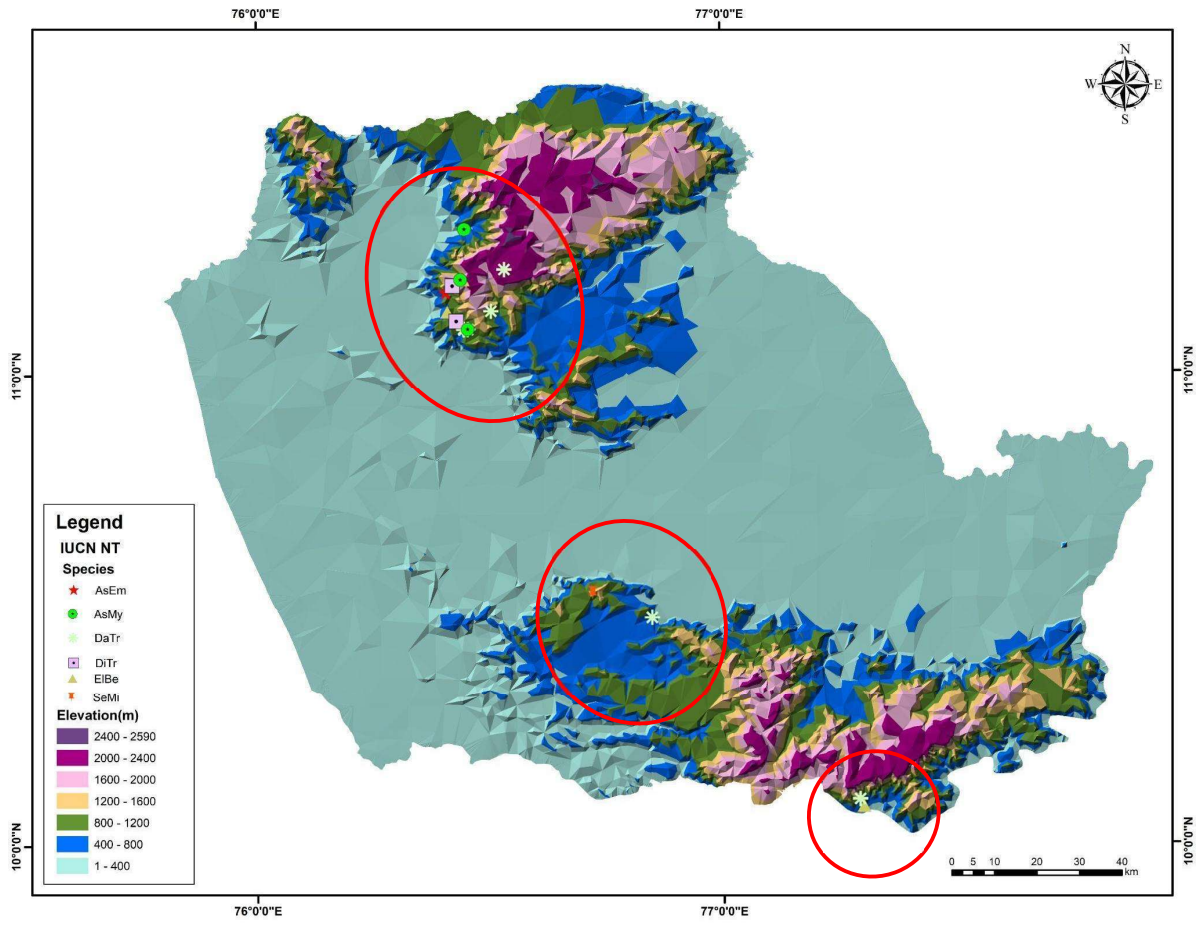 76°0'0"E 77°0'0"E
N
W E
S
11°0'0"N 11°0'0"N
Legend
IUCN NT
Species
AsEm
AsMy
DaTr
DiTr
ElBe
SeMi
Elevation(m)
2400 - 2590
2000 - 2400
1600 - 2000
1200 - 1600
800 - 1200
400 - 800
1 - 400
10°0'0"N 10°0'0"N
0 5 10 20 30 40
km
76°0'0"E 77°0'0"E